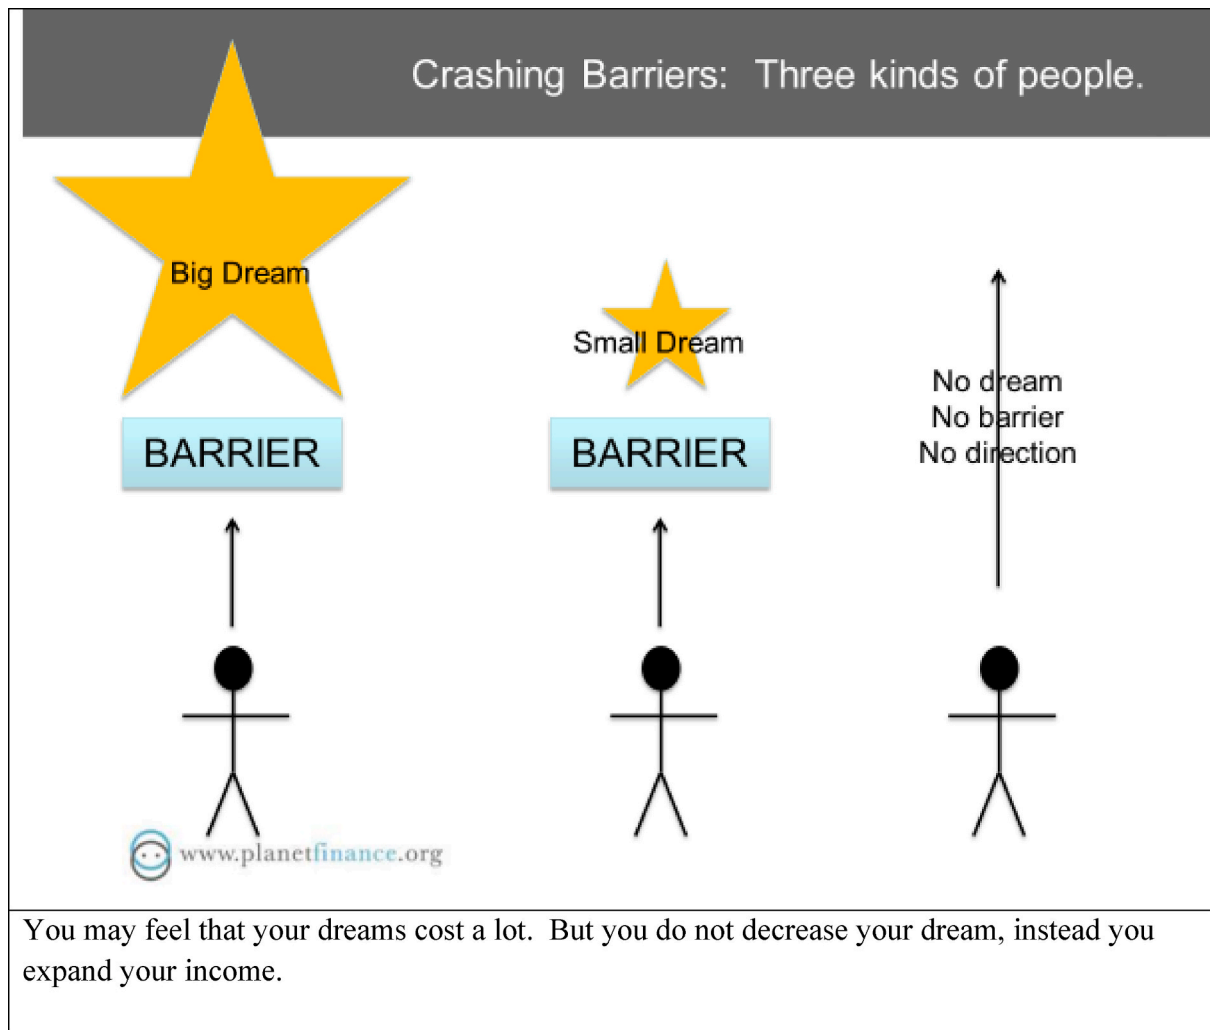 Crashing Barriers:  Three kinds of people.
Big Dream
Small Dream
No dream
No barrier
No direction
BARRIER
BARRIER
www.planetfinance.org
You may feel that your dreams cost a lot.  But you do not decrease your dream, instead you
expand your income.